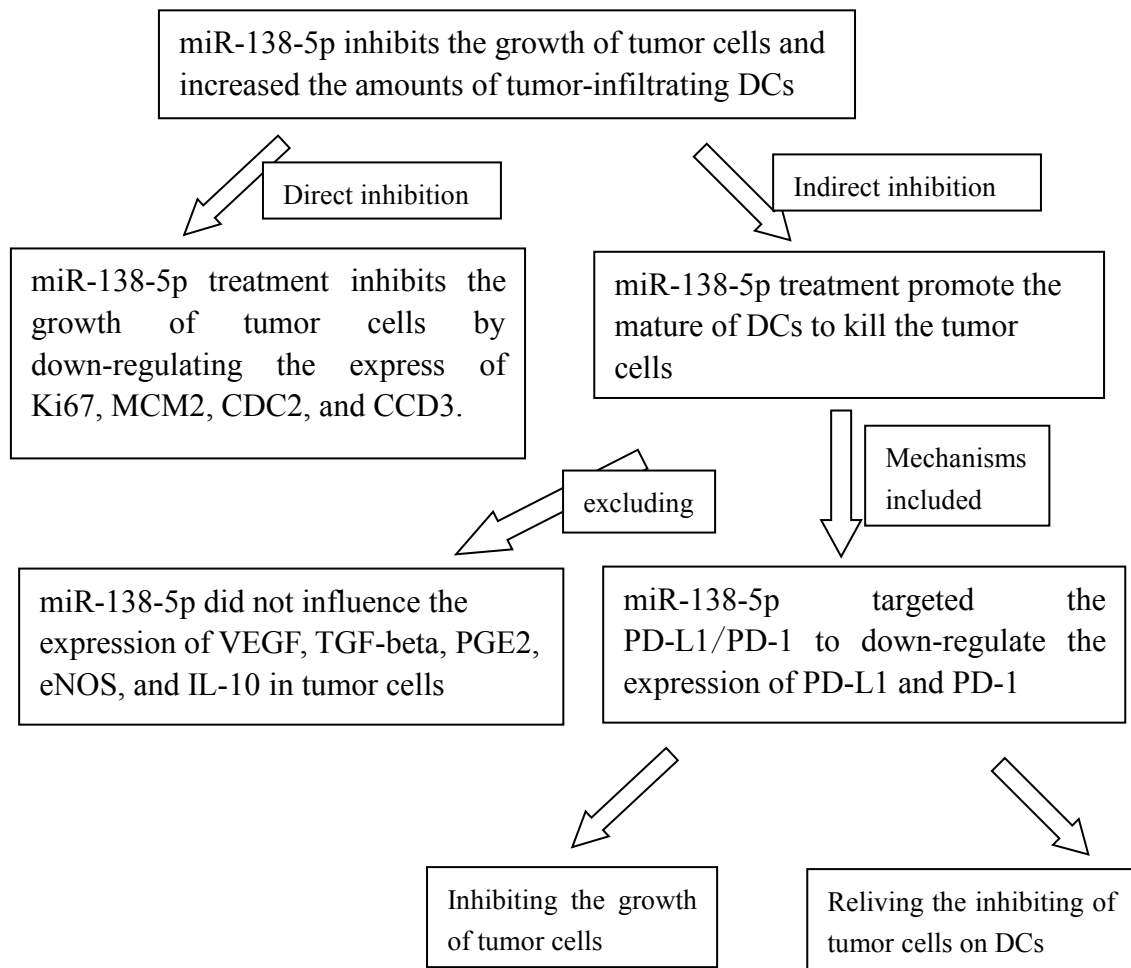 miR-138-5p inhibits the growth of tumor cells and
increased the amounts of tumor-infiltrating DCs
Direct inhibition
Indirect inhibition
miR-138-5p treatment inhibits the
growth of tumor cells by
down-regulating the express of
Ki67, MCM2, CDC2, and CCD3.
miR-138-5p treatment promote the
mature of DCs to kill the tumor
cells
excluding
Mechanisms
included
miR-138-5p did not influence the
expression of VEGF, TGF-beta, PGE2,
eNOS, and IL-10 in tumor cells
miR-138-5p targeted the
PD-L1/PD-1 to down-regulate the
expression of PD-L1 and PD-1
Inhibiting the growth
of tumor cells
Reliving the inhibiting of
tumor cells on DCs